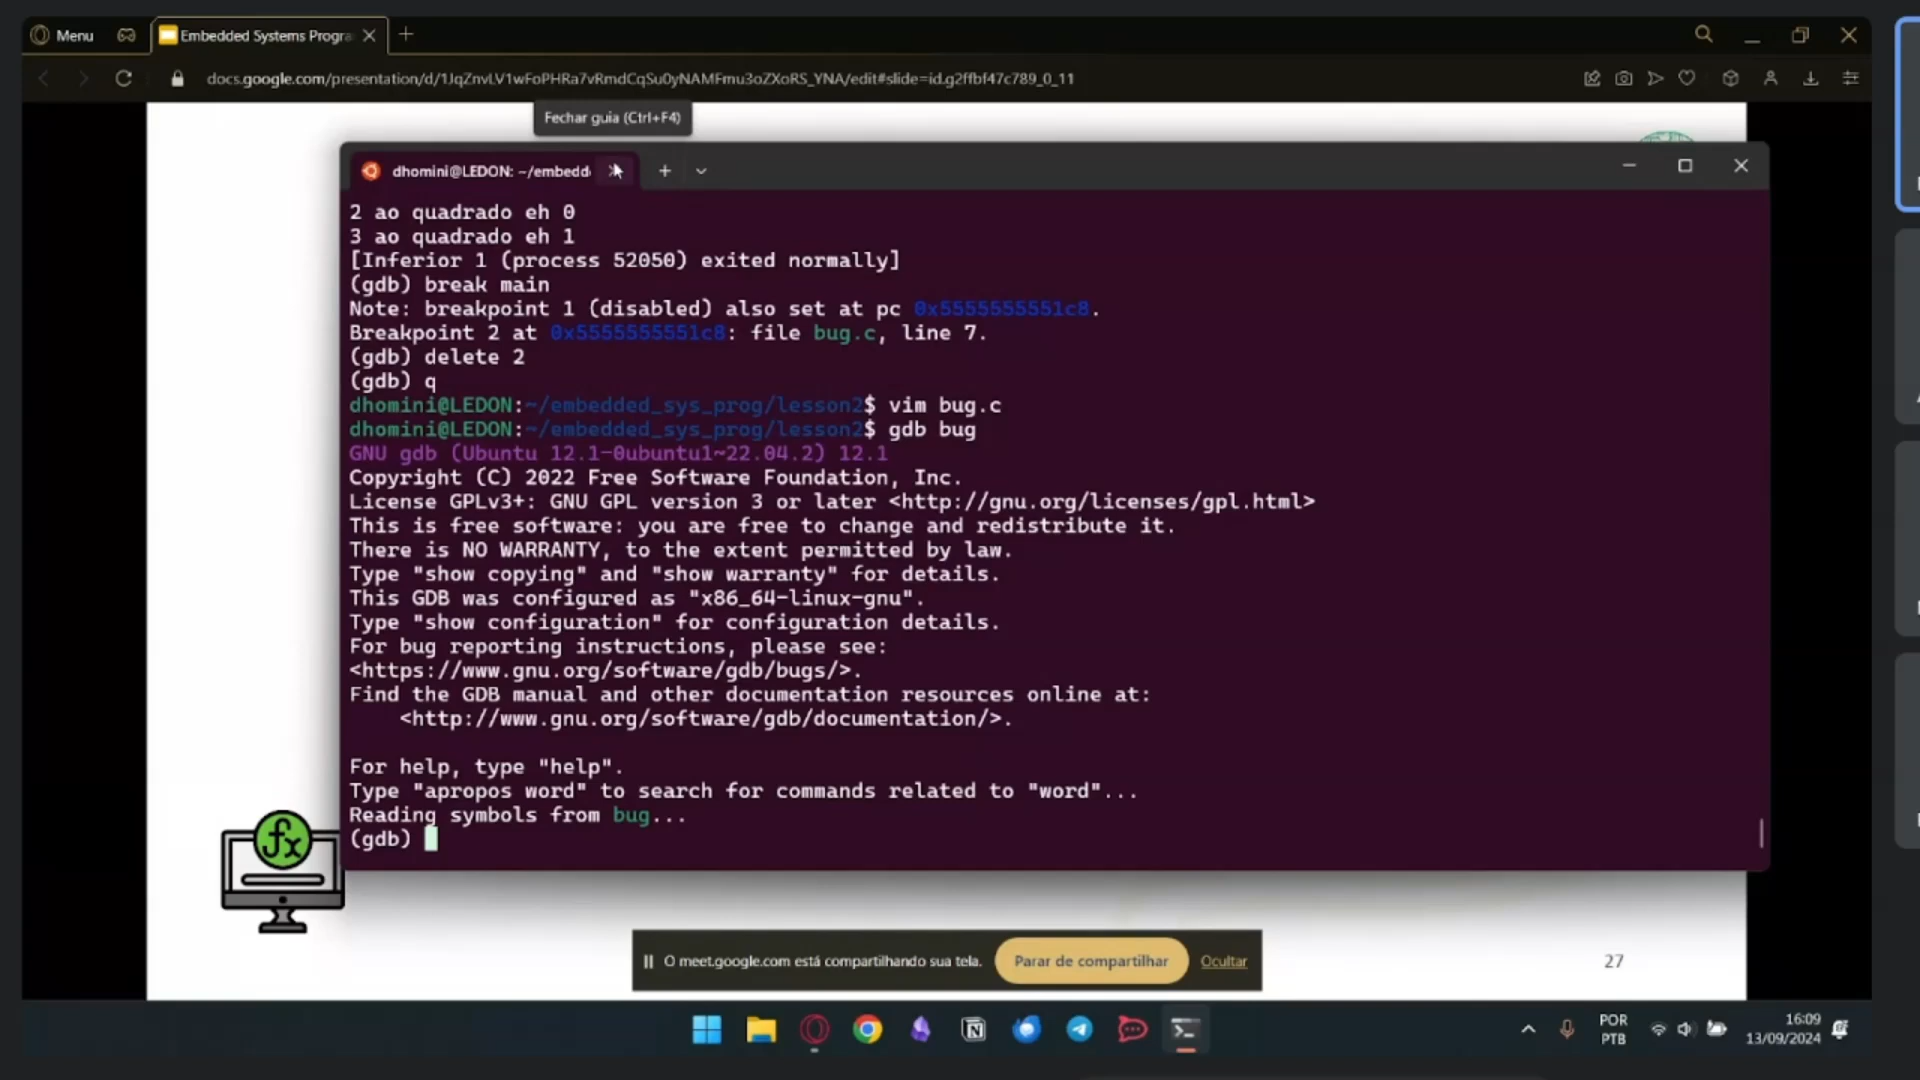 Menu
Embedded Systems Progra
docs.google.com/presentation/d/1JqZnvLV1wFoPHRa7vRmdCqSu0yNAMFmu3oZXoRS_YNA/edit#slide=id.g2ffbf47c789_0_11
Fechar guia (Ctrl+F4)
dhomini@LEDON: ~/embedd
2 ao quadrado eh 0
3 ao quadrado eh 1
[Inferior 1 (process 52050) exited normally]
(gdb) break main
Note: breakpoint 1 (disabled) also set at pc 0x5555555551c8.
Breakpoint 2 at 0x5555555551c8: file bug.c, line 7.
(gdb) delete 2
(gdb) q
dhomini@LEDON:~/embedded_sys_prog/lesson2$ vim bug.c
dhomini@LEDON:~/embedded_sys_prog/lesson2$ gdb bug
GNU gdb (Ubuntu 12.1-0ubuntu1~22.04.2) 12.1
Copyright (C) 2022 Free Software Foundation, Inc.
License GPLv3+: GNU GPL version 3 or later <http://gnu.org/licenses/gpl.html>
This is free software: you are free to change and redistribute it.
There is NO WARRANTY, to the extent permitted by law.
Type "show copying" and "show warranty" for details.
This GDB was configured as "x86_64-linux-gnu".
Type "show configuration" for configuration details.
For bug reporting instructions, please see:
<https://www.gnu.org/software/gdb/bugs/>.
Find the GDB manual and other documentation resources online at:
<http://www.gnu.org/software/gdb/documentation/>.
For help, type "help".
Type "apropos word" to search for commands related to "word"...
Reading symbols from bug...
(gdb)
fx
O meet.google.com está compartilhando sua tela. Parar de compartilhar Ocultar
27
POR
PTB
16:09
13/09/2024